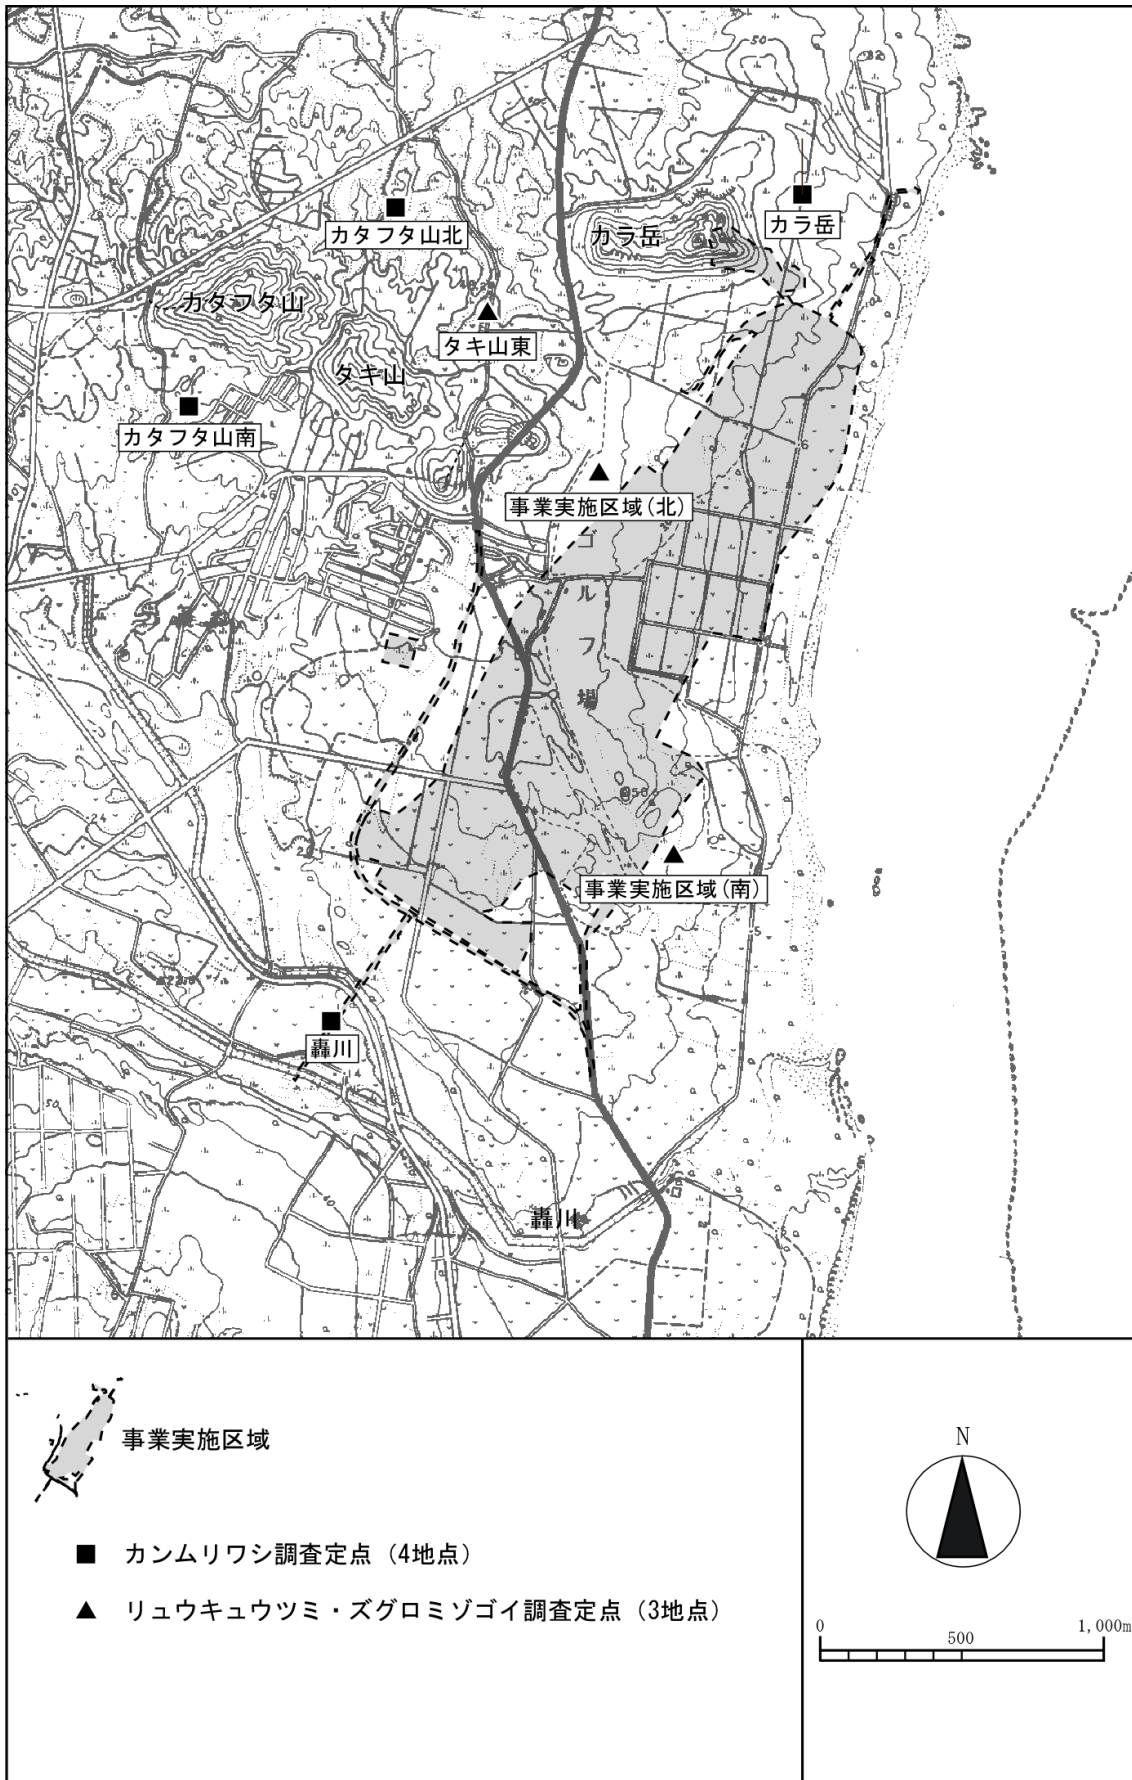 50
カラ岳
カタフタ山北
カラ岳
カタフタ山
タキ山東
タキ山
カタフタ山南
事業実施区域(北)
ゴルフ場
事業実施区域(南)
轟川
轟川
事業実施区域
■ カンムリワシ調査定点（4地点）
▲ リュウキュウツミ・ズグロミゾゴイ調査定点（3地点）
N
0 500 1,000m